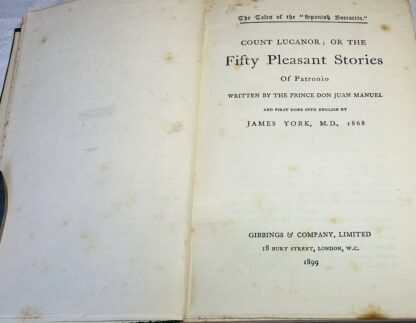 The Tales of the "Spanish Boccaccio."
COUNT LUCANOR; OR THE
Fifty Pleasant Stories
Of Patronio
WRITTEN BY THE PRINCE DON JUAN MANUEL
AND FIRST DONE INTO ENGLISH BY
JAMES YORK, M.D., 1868
GIBBINGS & COMPANY, LIMITED
18 BURY STREET, LONDON, W.C.
1899